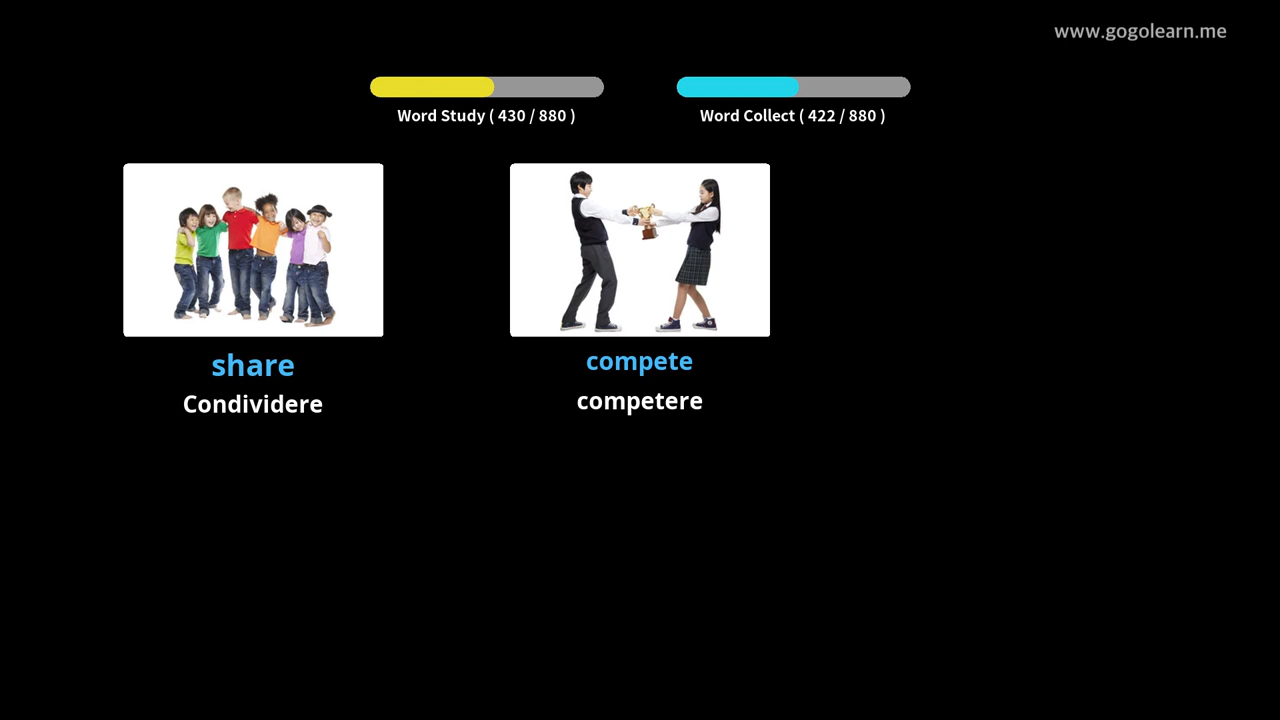 www.gogolearn.me
Word Study ( 430 / 880 )
Word Collect ( 422 / 880 )
share
Condividere
compete
competere